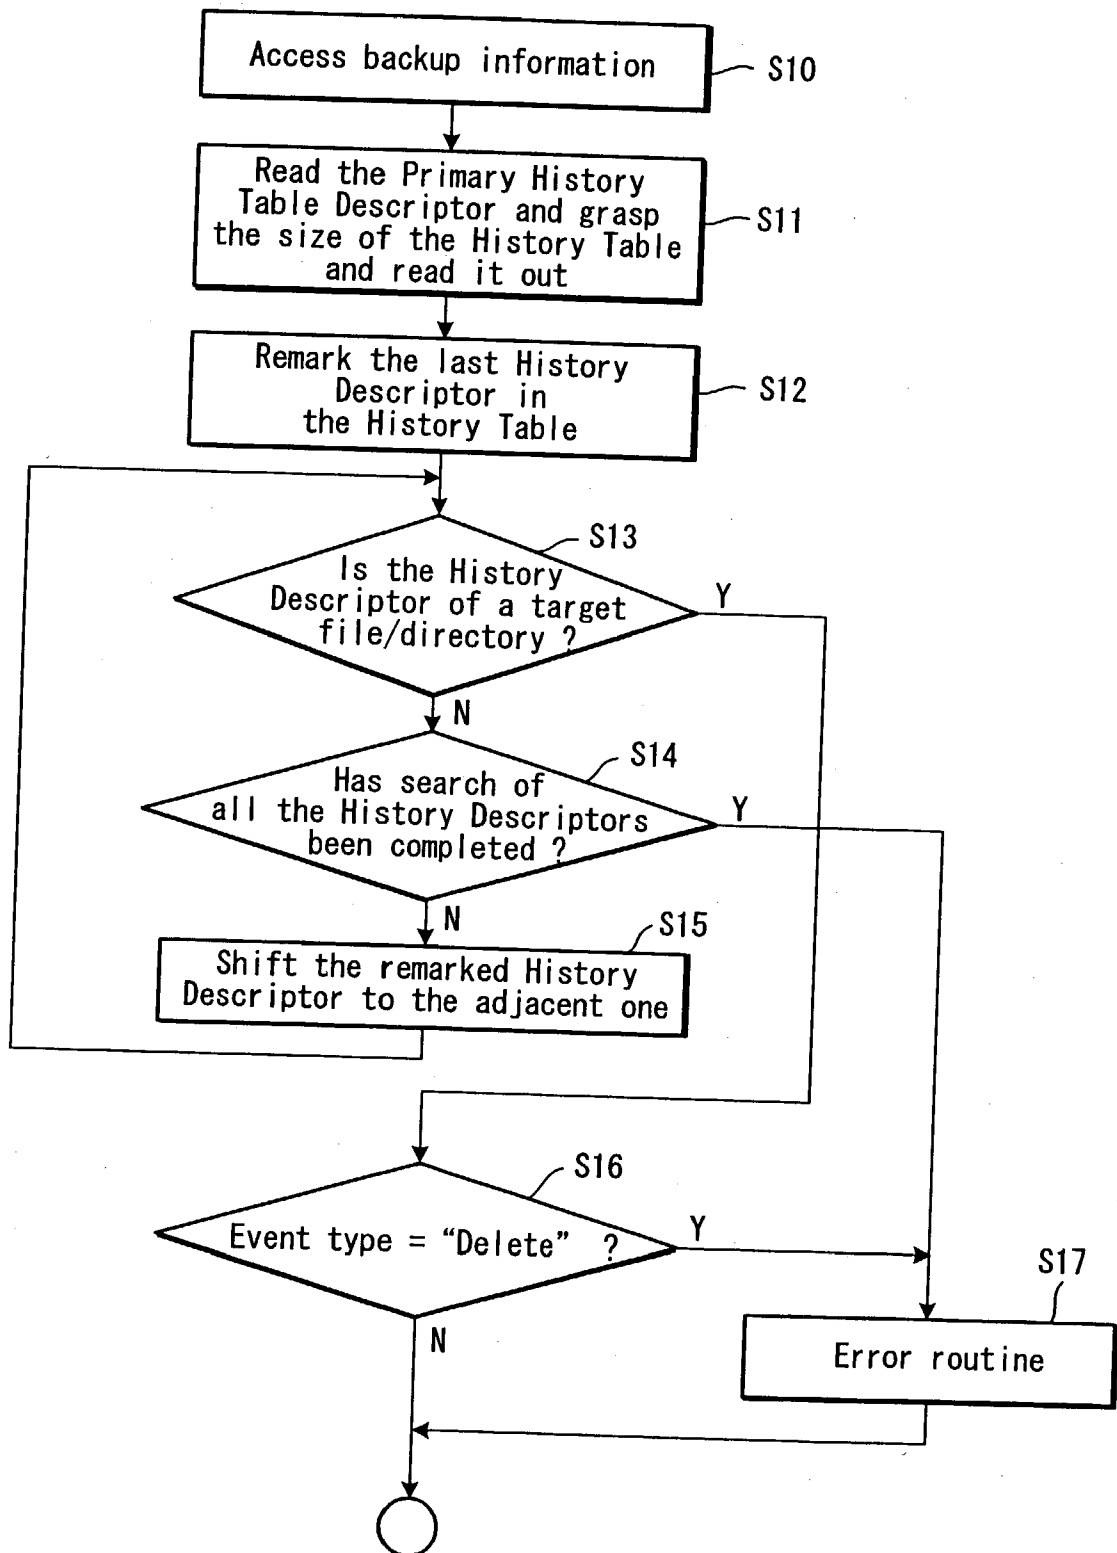 Access backup information
S10
Read the Primary History
Table Descriptor and grasp
the size of the History Table
and read it out
S11
Remark the last History
Descriptor in
the History Table
S12
S13
Is the History
Descriptor of a target
file/directory ?
Y
N
S14
Has search of
all the History Descriptors
been completed ?
Y
N
S15
Shift the remarked History
Descriptor to the adjacent one
S16
Event type = “Delete” ?
Y
N
S17
Error routine